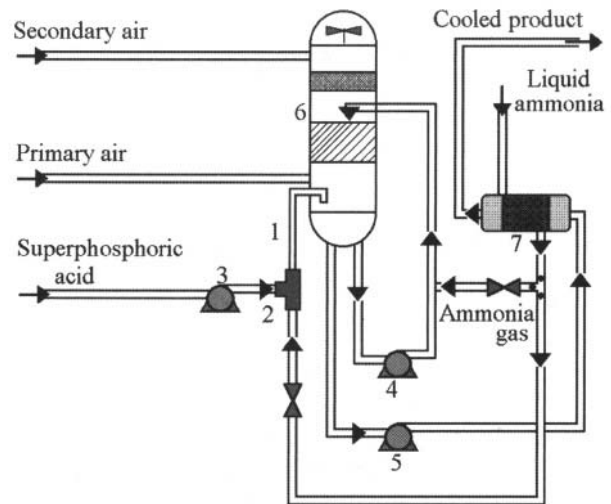 Secondary air
Cooled product
Liquid
ammonia
6
Primary air
1
7
Superphosphoric
acid
3
2
Ammonia
gas
4
5